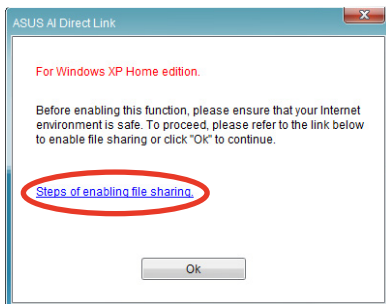 ASUS AI Direct Link
For Windows XP Home edition.
Before enabling this function, please ensure that your Internet
environment is safe. To proceed, please refer to the link below
to enable file sharing or click "Ok" to continue.
Steps of enabling file sharing.
Ok